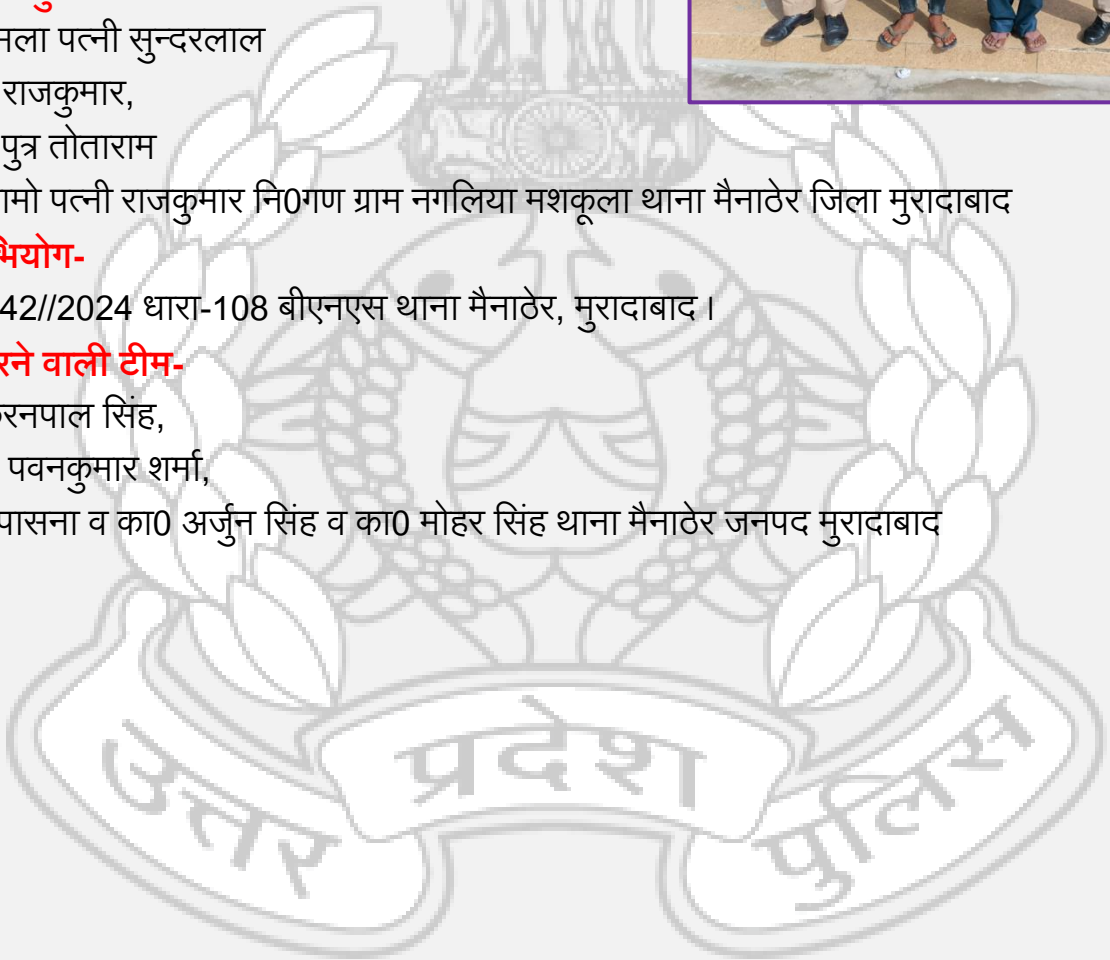 मला पत्नी सुन्दरलाल
राजकुमार,
पुत्र तोताराम
ामो पत्नी राजकुमार नि0गण ग्राम नगलिया मशकूला थाना मैनाठेर जिला मुरादाबाद
भियोग-
42//2024 धारा-108 बीएनएस थाना मैनाठेर, मुरादाबाद।
रने वाली टीम-
रनपाल सिंह,
पवनकुमार शर्मा,
पासना व का0 अर्जुन सिंह व का0 मोहर सिंह थाना मैनाठेर जनपद मुरादाबाद
उत्तर प्रदेश पुलिस